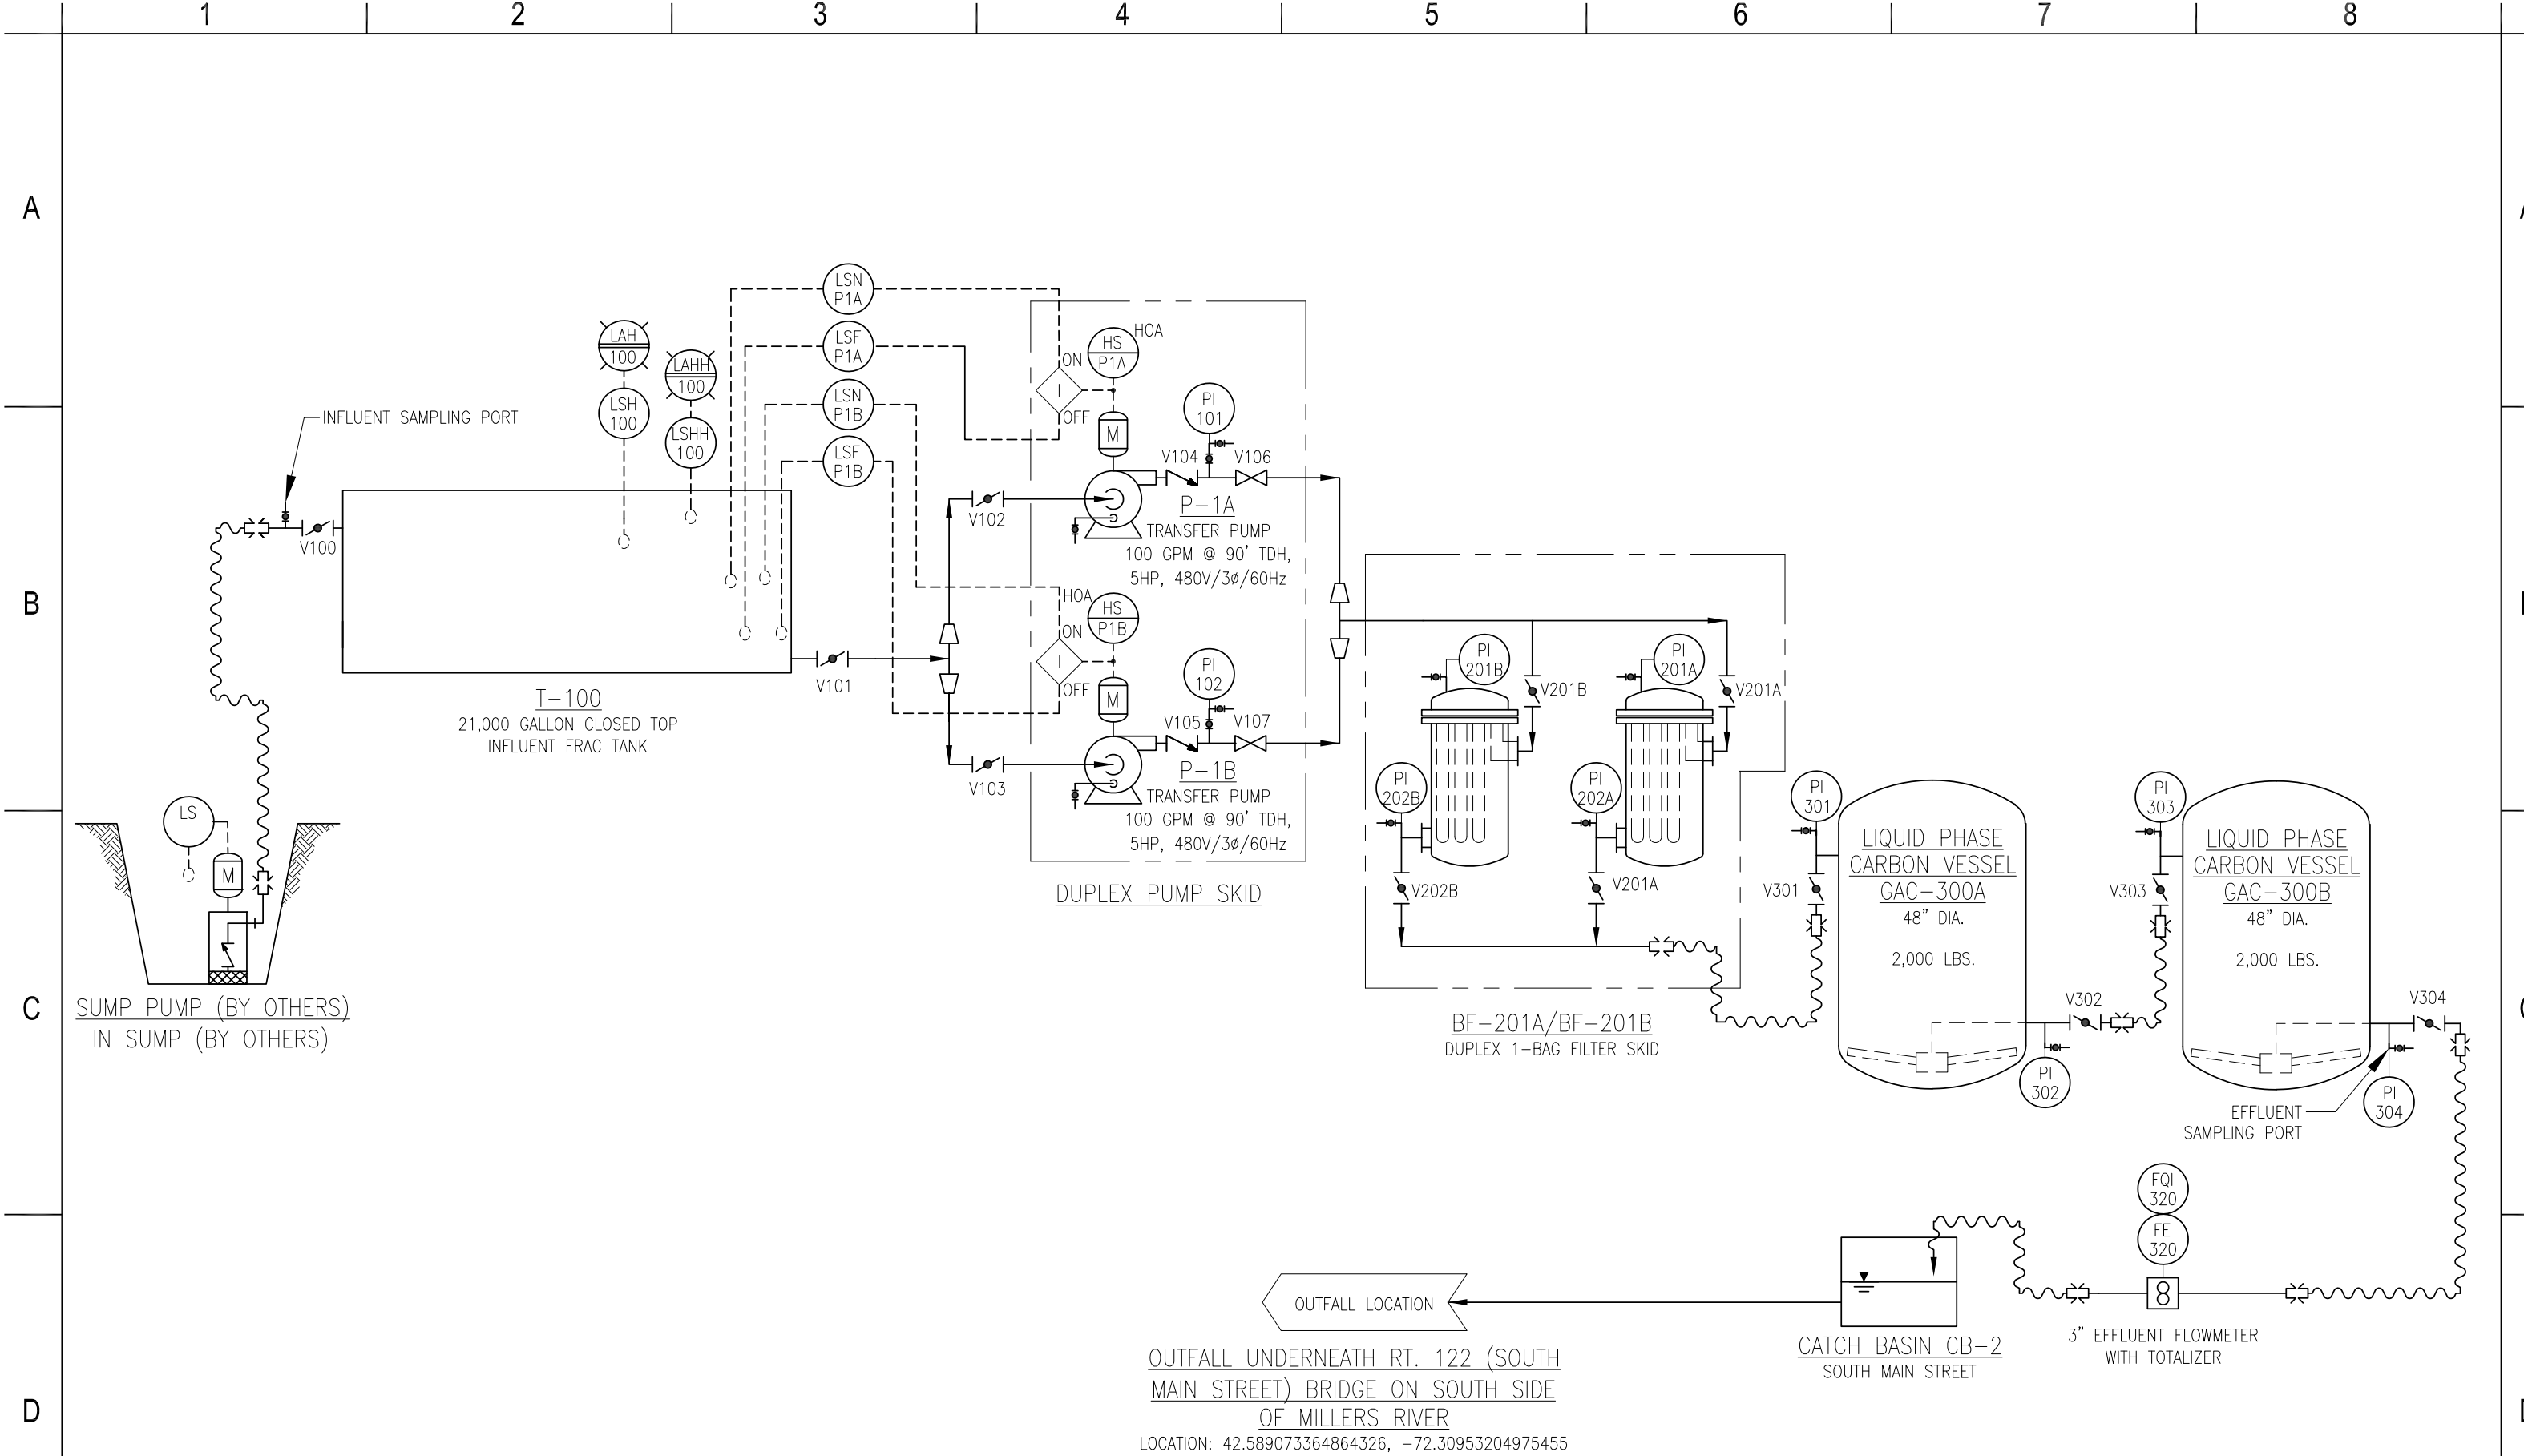 1 2 3 4 5 6 7 8
A
B
C
D
LSN
P1A
LSF
P1A
LSN
P1B
LSF
P1B
LAH
100
LSH
100
LAHH
100
LSHH
100
INFLUENT SAMPLING PORT
V100
T-100
21,000 GALLON CLOSED TOP
INFLUENT FRAC TANK
V101
V102
V103
LS
M
SUMP PUMP (BY OTHERS)
IN SUMP (BY OTHERS)
HOA
HS
P1A
ON
OFF
M
PI
101
V104
V106
P-1A
TRANSFER PUMP
100 GPM @ 90' TDH,
5HP, 480V/3ø/60Hz
HOA
HS
P1B
ON
OFF
M
PI
102
V105
V107
P-1B
TRANSFER PUMP
100 GPM @ 90' TDH,
5HP, 480V/3ø/60Hz
DUPLEX PUMP SKID
PI
201B
V201B
PI
201A
V201A
PI
202B
V202B
PI
202A
V201A
BF-201A/BF-201B
DUPLEX 1-BAG FILTER SKID
PI
301
V301
LIQUID PHASE
CARBON VESSEL
GAC-300A
48" DIA.
2,000 LBS.
V302
PI
302
PI
303
V303
LIQUID PHASE
CARBON VESSEL
GAC-300B
48" DIA.
2,000 LBS.
V304
PI
304
EFFLUENT
SAMPLING PORT
FQI
320
FE
320
8
3" EFFLUENT FLOWMETER
WITH TOTALIZER
CATCH BASIN CB-2
SOUTH MAIN STREET
OUTFALL LOCATION
OUTFALL UNDERNEATH RT. 122 (SOUTH
MAIN STREET) BRIDGE ON SOUTH SIDE
OF MILLERS RIVER
LOCATION: 42.589073364864326, -72.30953204975455